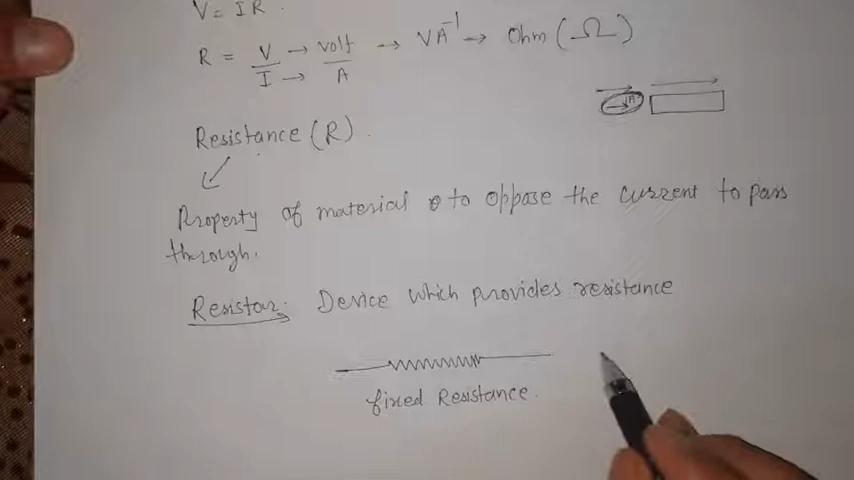 V = IR.
R = V/I → volt/A → VA⁻¹ → Ohm (Ω)
Resistance (R).
Property of material to oppose the current to pass
through.
Resistor: Device which provides resistance
fixed Resistance.